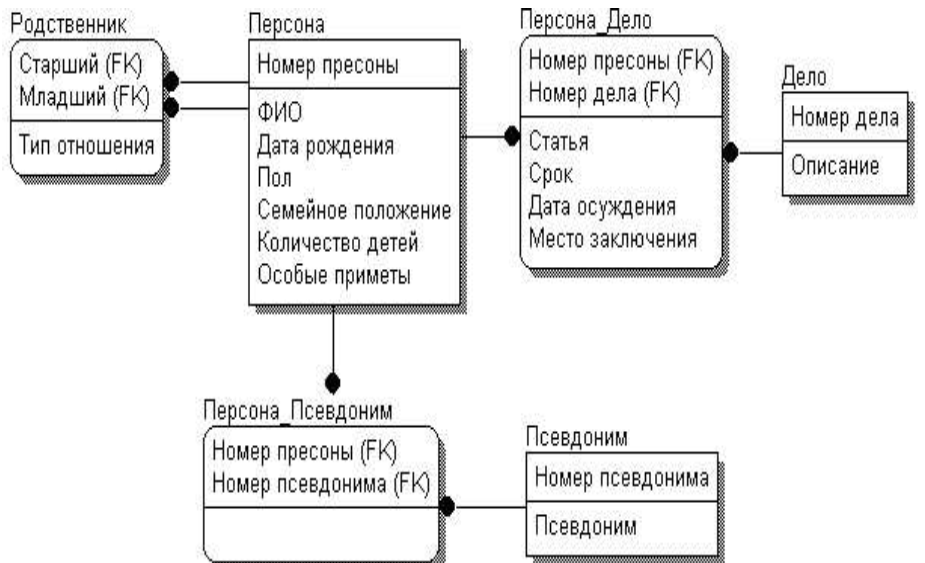 Родственник
Старший (FK)
Младший (FK)
Тип отношения
Персона
Номер пресоны
ФИО
Дата рождения
Пол
Семейное положение
Количество детей
Особые приметы
Персона_Дело
Номер пресоны (FK)
Номер дела (FK)
Статья
Срок
Дата осуждения
Место заключения
Дело
Номер дела
Описание
Персона_Псевдоним
Номер пресоны (FK)
Номер псевдонима (FK)
Псевдоним
Номер псевдонима
Псевдоним